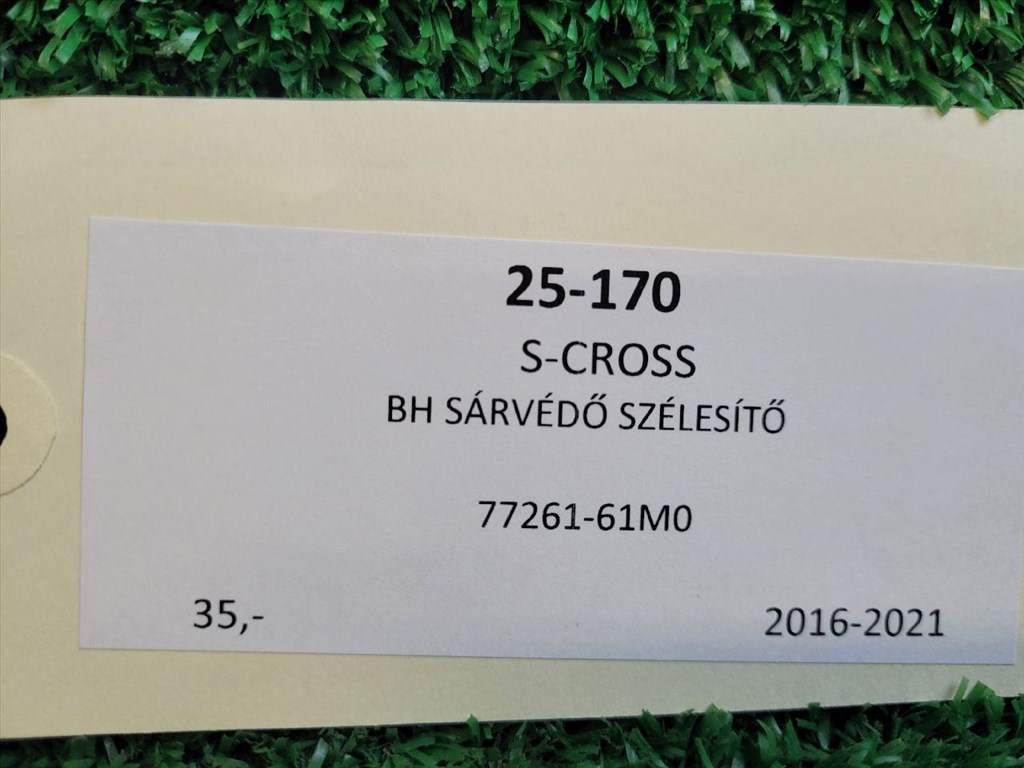 25-170
S-CROSS
BH SÁRVÉDŐ SZÉLESÍTŐ
77261-61M0
35,-
2016-2021